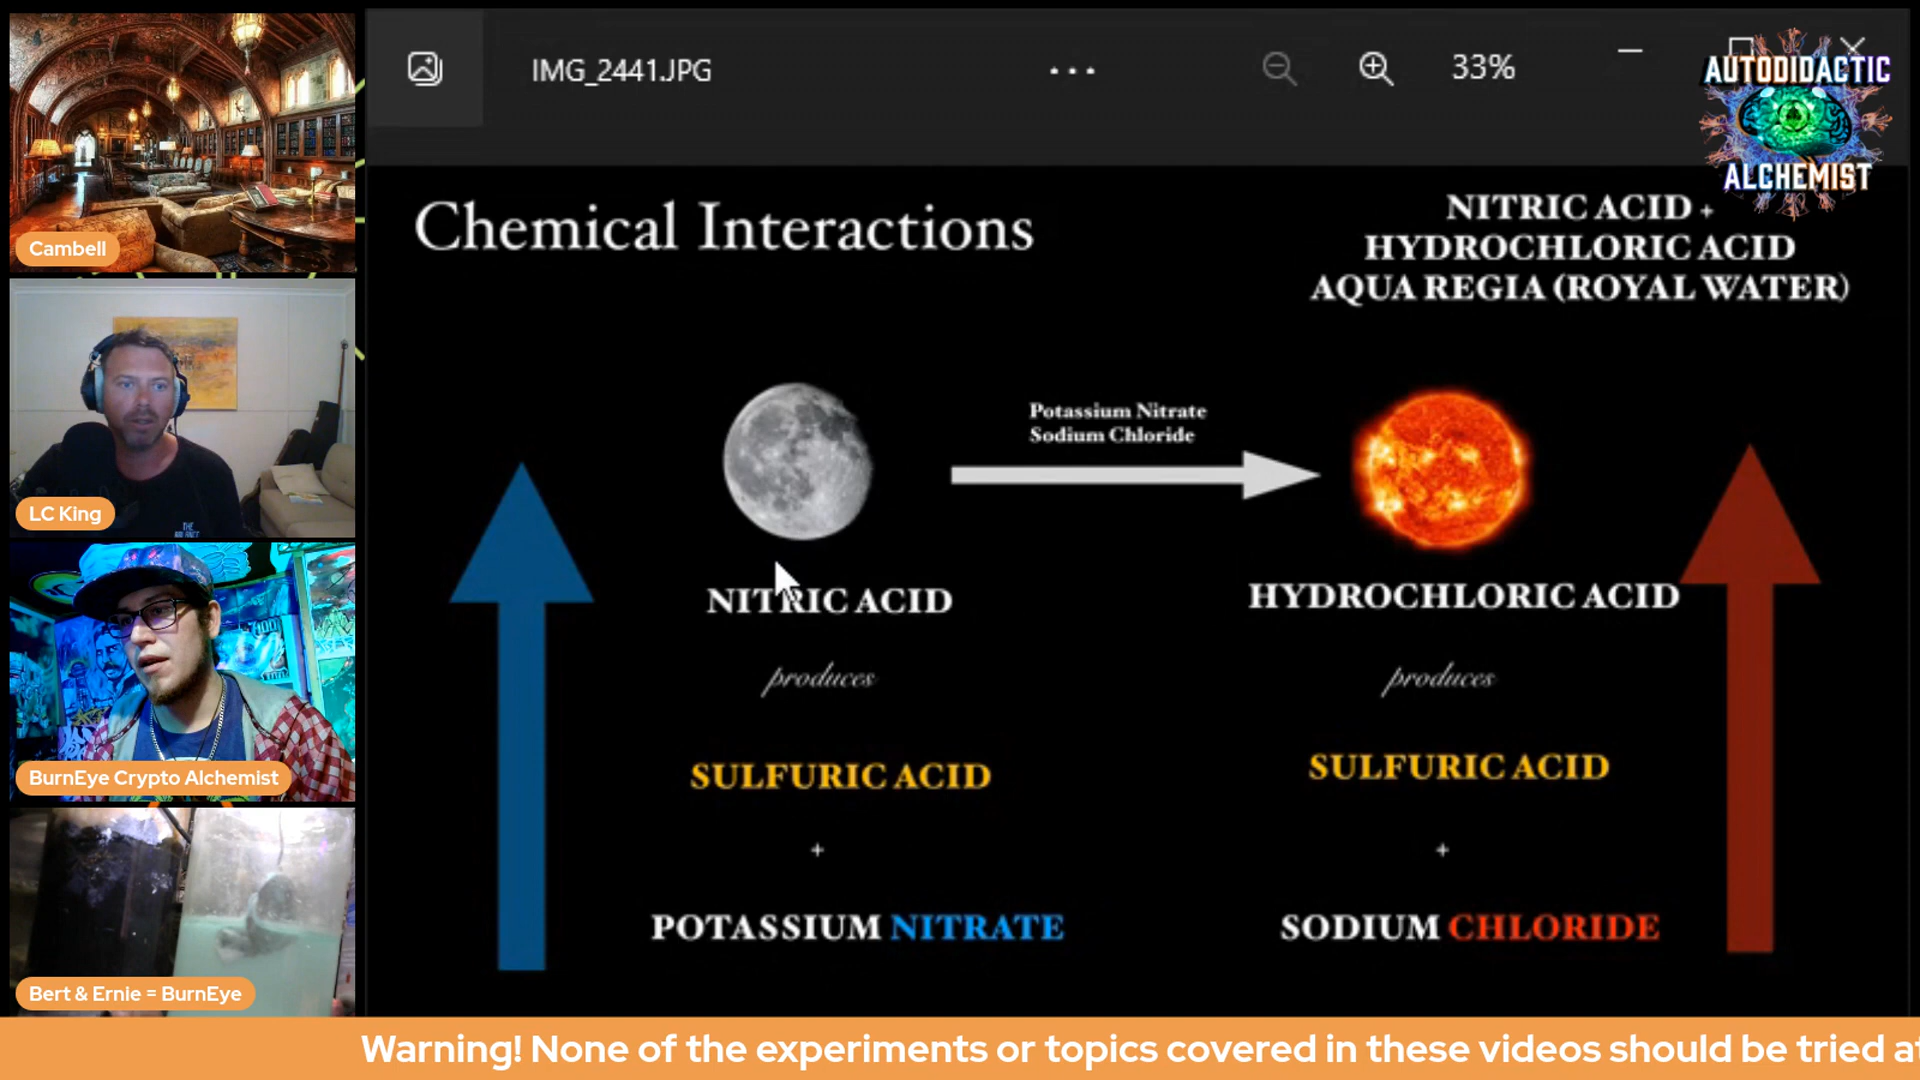 Cambell
LC King
BurnEye Crypto Alchemist
Bert & Ernie = BurnEye
IMG_2441.JPG
33%
AUTODIDACTIC
ALCHEMIST
Chemical Interactions
NITRIC ACID +
HYDROCHLORIC ACID
AQUA REGIA (ROYAL WATER)
Potassium Nitrate
Sodium Chloride
NITRIC ACID
produces
SULFURIC ACID
+
POTASSIUM NITRATE
HYDROCHLORIC ACID
produces
SULFURIC ACID
+
SODIUM CHLORIDE
Warning! None of the experiments or topics covered in these videos should be tried